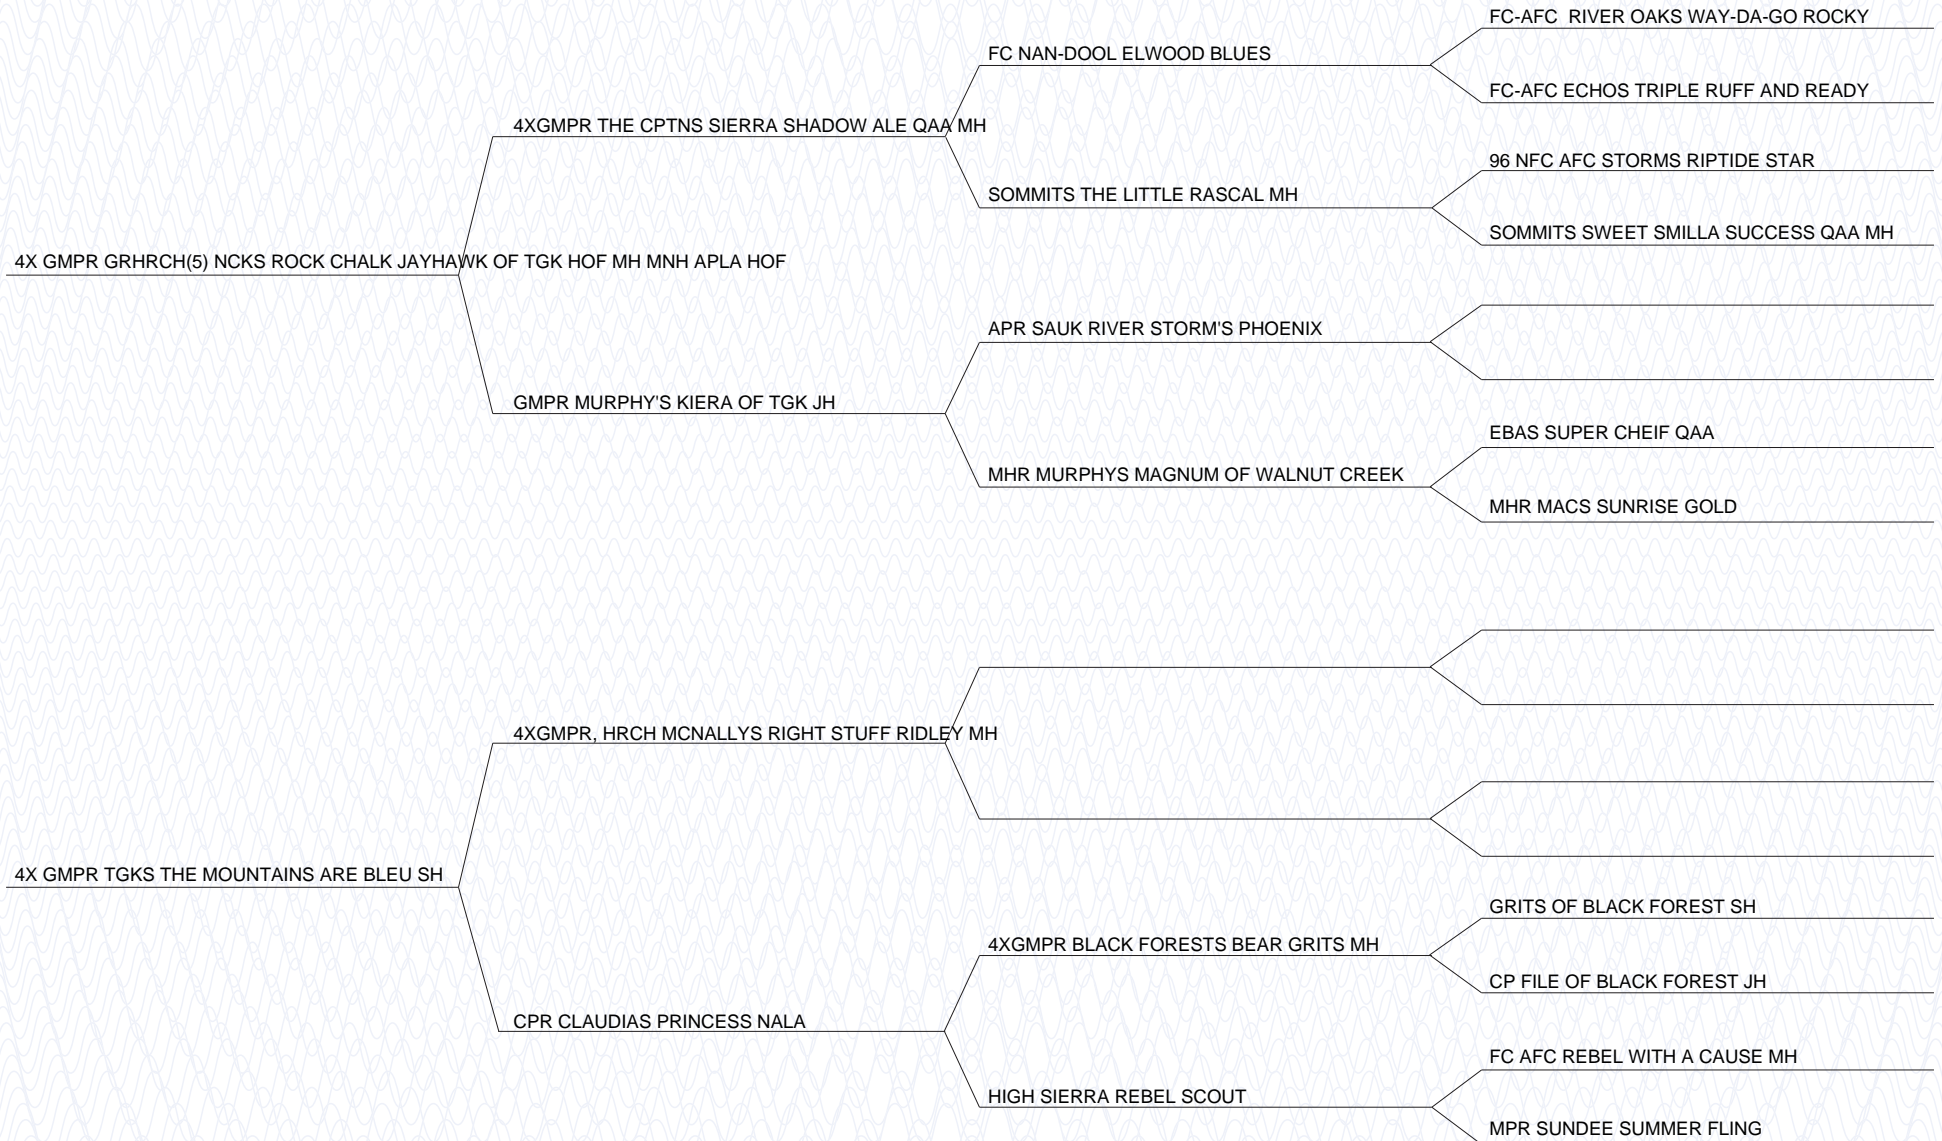 FC-AFC  RIVER OAKS WAY-DA-GO ROCKY
FC NAN-DOOL ELWOOD BLUES
FC-AFC ECHOS TRIPLE RUFF AND READY
4XGMPR THE CPTNS SIERRA SHADOW ALE QAA MH
96 NFC AFC STORMS RIPTIDE STAR
SOMMITS THE LITTLE RASCAL MH
SOMMITS SWEET SMILLA SUCCESS QAA MH
4X GMPR GRHRCH(5) NCKS ROCK CHALK JAYHAWK OF TGK HOF MH MNH APLA HOF
APR SAUK RIVER STORM'S PHOENIX
GMPR MURPHY'S KIERA OF TGK JH
EBAS SUPER CHEIF QAA
MHR MURPHYS MAGNUM OF WALNUT CREEK
MHR MACS SUNRISE GOLD
4XGMPR, HRCH MCNALLYS RIGHT STUFF RIDLEY MH
4X GMPR TGKS THE MOUNTAINS ARE BLEU SH
GRITS OF BLACK FOREST SH
4XGMPR BLACK FORESTS BEAR GRITS MH
CP FILE OF BLACK FOREST JH
CPR CLAUDIAS PRINCESS NALA
FC AFC REBEL WITH A CAUSE MH
HIGH SIERRA REBEL SCOUT
MPR SUNDEE SUMMER FLING